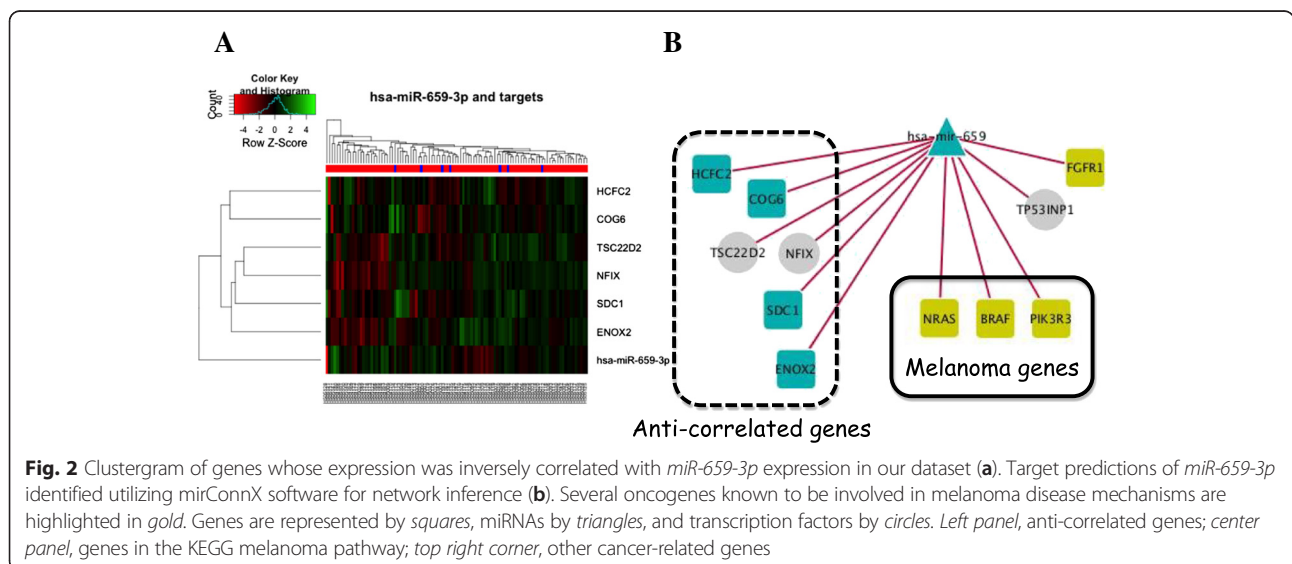 A
Color Key
and Histogram
Count
0 40
-4 -2 0 2 4
Row Z-Score
hsa-miR-659-3p and targets
HCFC2
COG6
TSC22D2
NFIX
SDC1
ENOX2
hsa-miR-659-3p
B
hsa-mir-659
HCFC2
COG6
TSC22D2
NFIX
SDC1
ENOX2
FGFR1
TP53INP1
NRAS
BRAF
PIK3R3
Melanoma genes
Anti-correlated genes
Fig. 2 Clustergram of genes whose expression was inversely correlated with miR-659-3p expression in our dataset (a). Target predictions of miR-659-3p
identified utilizing mirConnX software for network inference (b). Several oncogenes known to be involved in melanoma disease mechanisms are
highlighted in gold. Genes are represented by squares, miRNAs by triangles, and transcription factors by circles. Left panel, anti-correlated genes; center
panel, genes in the KEGG melanoma pathway; top right corner, other cancer-related genes